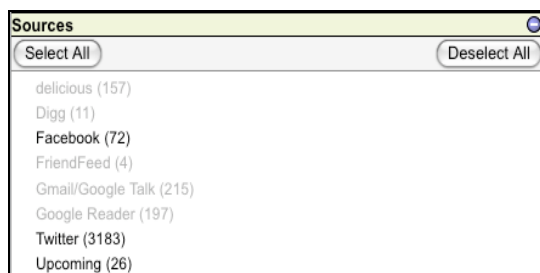 Sources
Select All Deselect All
delicious (157)
Digg (11)
Facebook (72)
FriendFeed (4)
Gmail/Google Talk (215)
Google Reader (197)
Twitter (3183)
Upcoming (26)